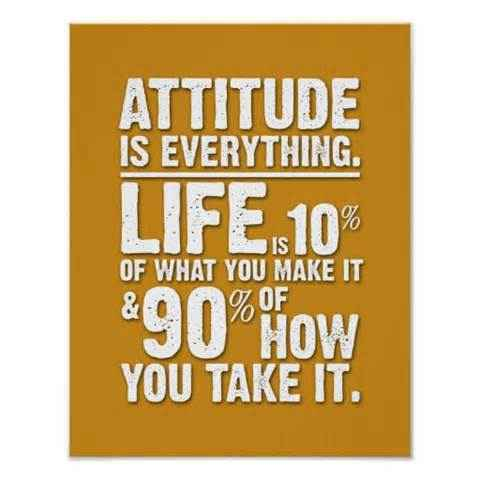 ATTITUDE
IS EVERYTHING.
LIFE IS 10%
OF WHAT YOU MAKE IT
& 90% OF
HOW
YOU TAKE IT.